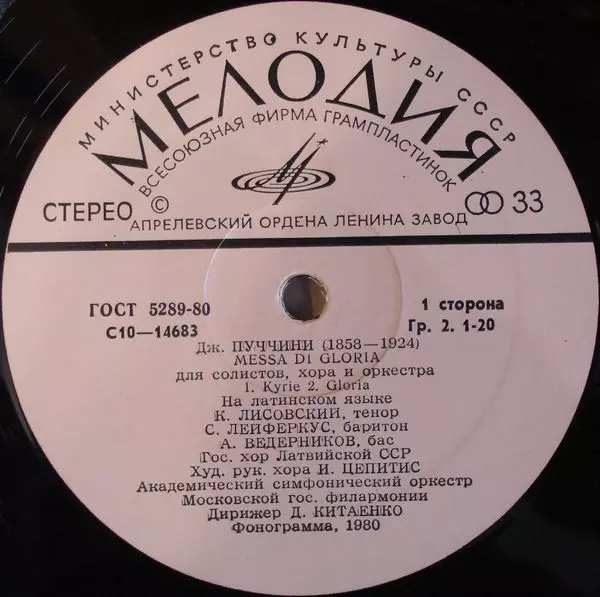 МИНИСТЕРСТВО КУЛЬТУРЫ СССР
МЕЛОДИЯ
ВСЕСОЮЗНАЯ ФИРМА ГРАМПЛАСТИНОК
СТЕРЕО © 33
АПРЕЛЕВСКИЙ ОРДЕНА ЛЕНИНА ЗАВОД
ГОСТ 5289-80 1 сторона
С10—14683 Гр. 2. 1-20
Дж. ПУЧЧИНИ (1858—1924)
MESSA DI GLORIA
для солистов, хора и оркестра
1. Kyrie 2. Gloria
На латинском языке
К. ЛИСОВСКИЙ, тенор
С. ЛЕЙФЕРКУС, баритон
А. ВЕДЕРНИКОВ, бас
Гос. хор Латвийской ССР
Худ. рук. хора И. ЦЕПИТИС
Академический симфонический оркестр
Московской гос. филармонии
Дирижер Д. КИТАЕНКО
Фонограмма, 1980